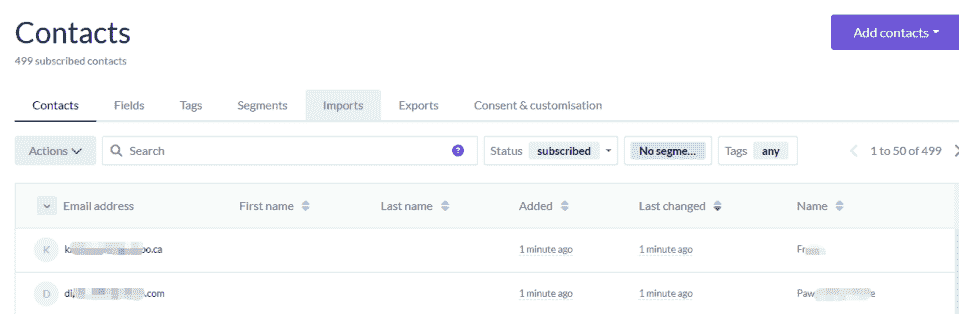 Contacts
Add contacts
499 subscribed contacts
Contacts Fields Tags Segments Imports Exports Consent & customisation
Actions Search ? Status subscribed No segme... Tags any 1 to 50 of 499
Email address First name Last name Added Last changed Name
K 1 minute ago 1 minute ago
D 1 minute ago 1 minute ago